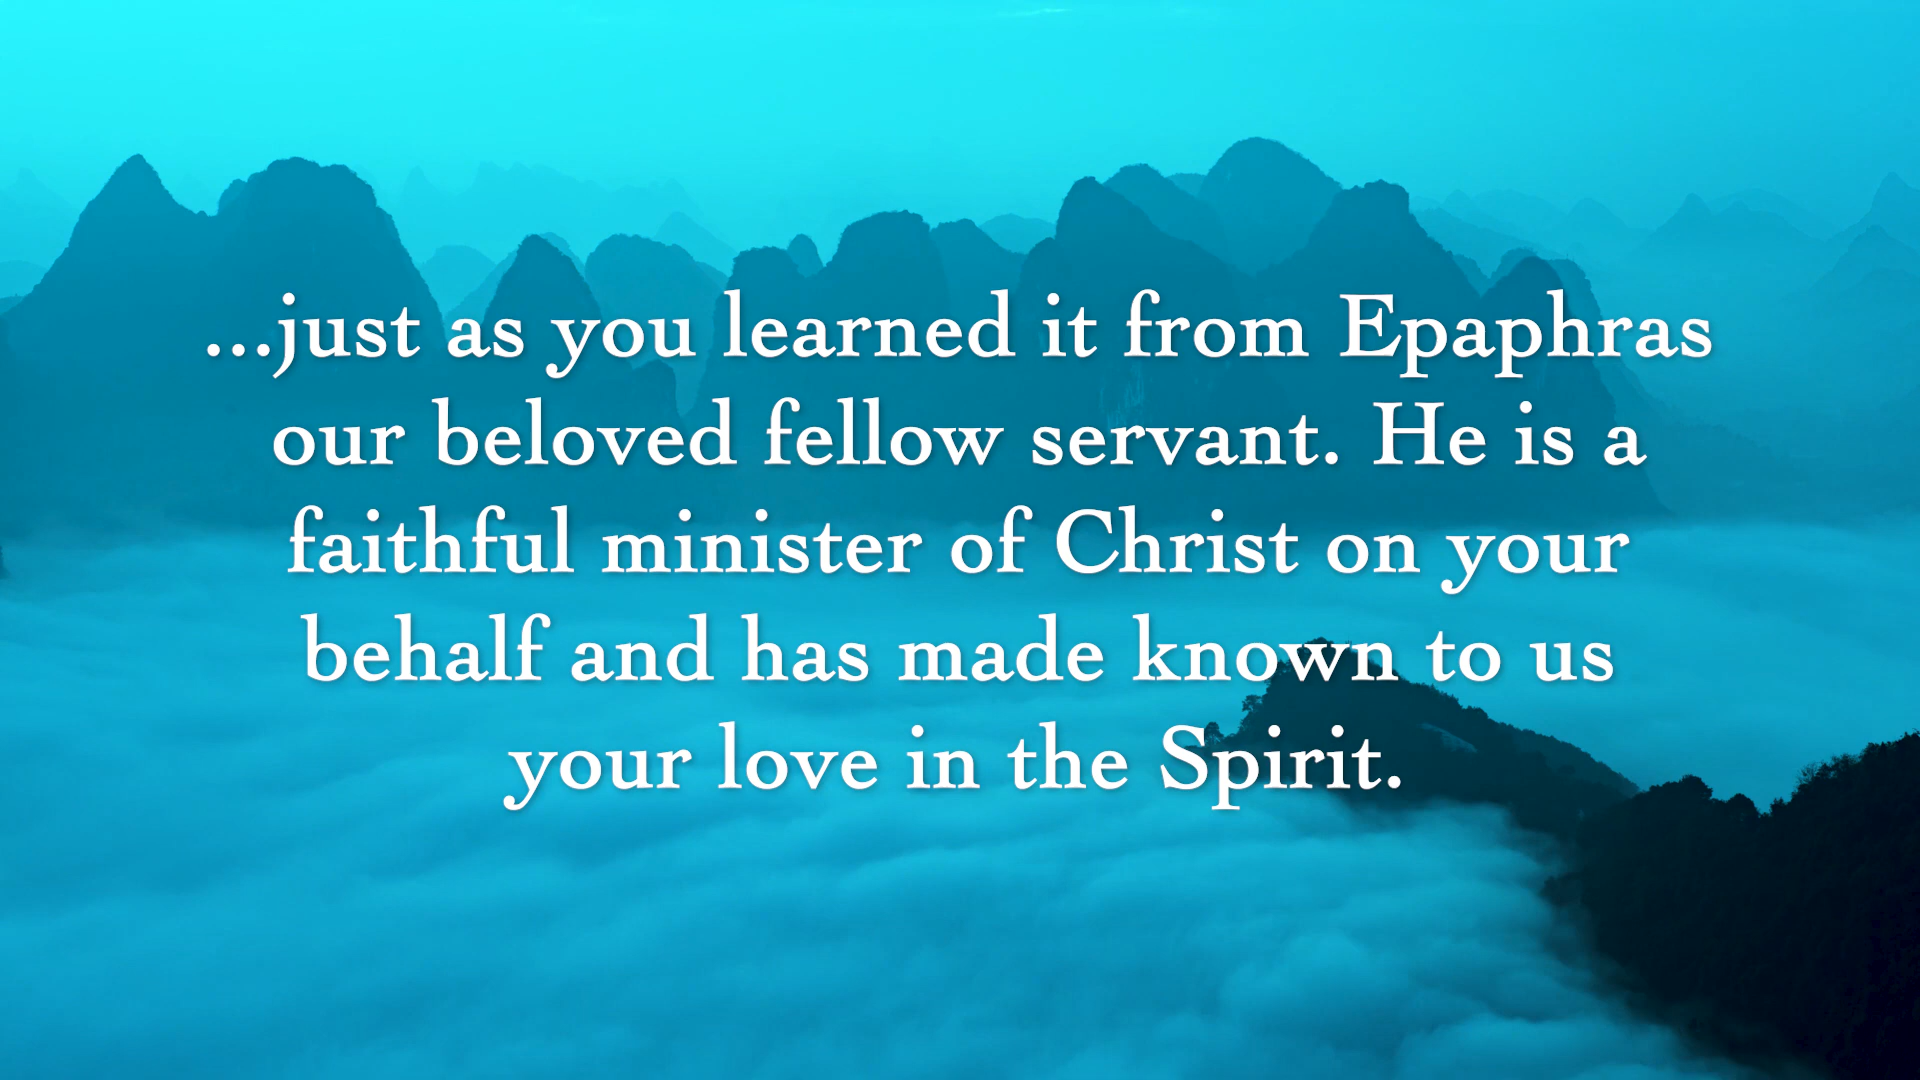 ...just as you learned it from Epaphras
our beloved fellow servant. He is a
faithful minister of Christ on your
behalf and has made known to us
your love in the Spirit.